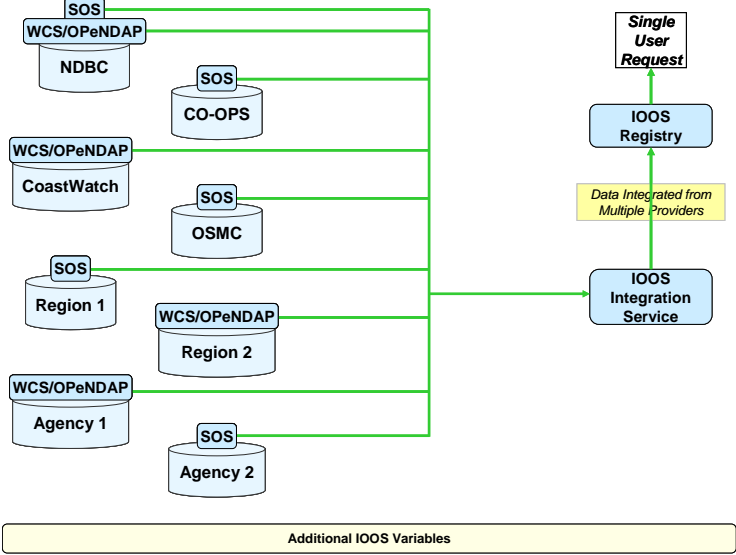 SOS
WCS/OPeNDAP
NDBC
SOS
CO-OPS
WCS/OPeNDAP
CoastWatch
SOS
OSMC
SOS
Region 1
WCS/OPeNDAP
Region 2
WCS/OPeNDAP
Agency 1
SOS
Agency 2
Single
User
Request
IOOS
Registry
Data Integrated from
Multiple Providers
IOOS
Integration
Service
Additional IOOS Variables